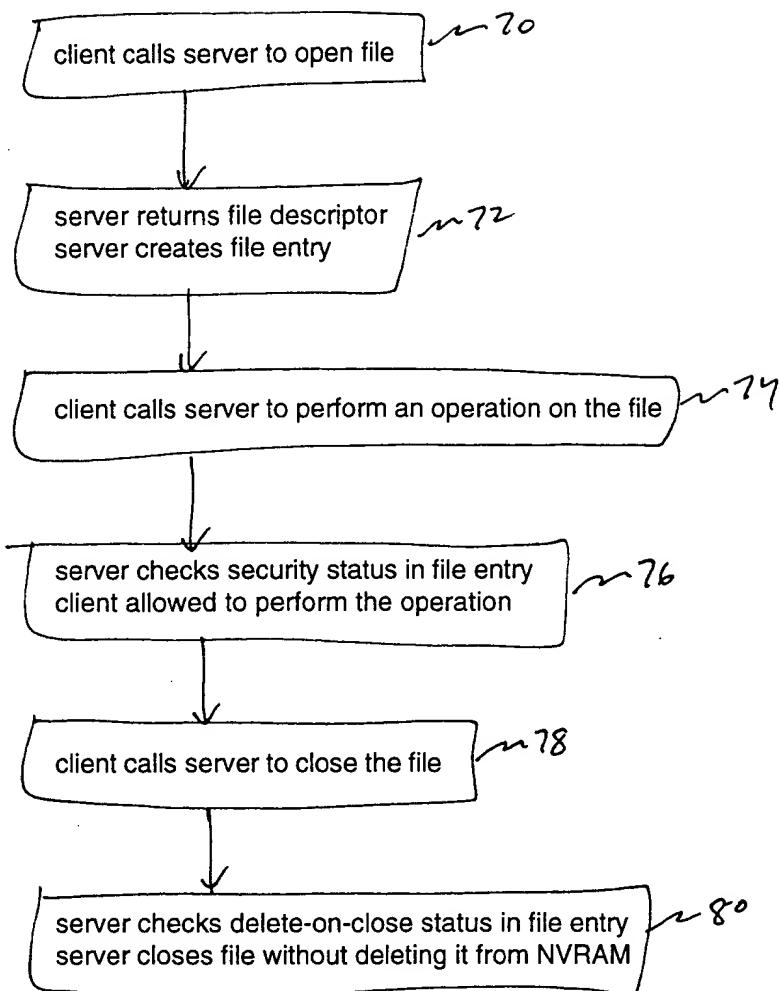 client calls server to open file
70
server returns file descriptor
server creates file entry
72
client calls server to perform an operation on the file
74
server checks security status in file entry
client allowed to perform the operation
76
client calls server to close the file
78
server checks delete-on-close status in file entry
server closes file without deleting it from NVRAM
80